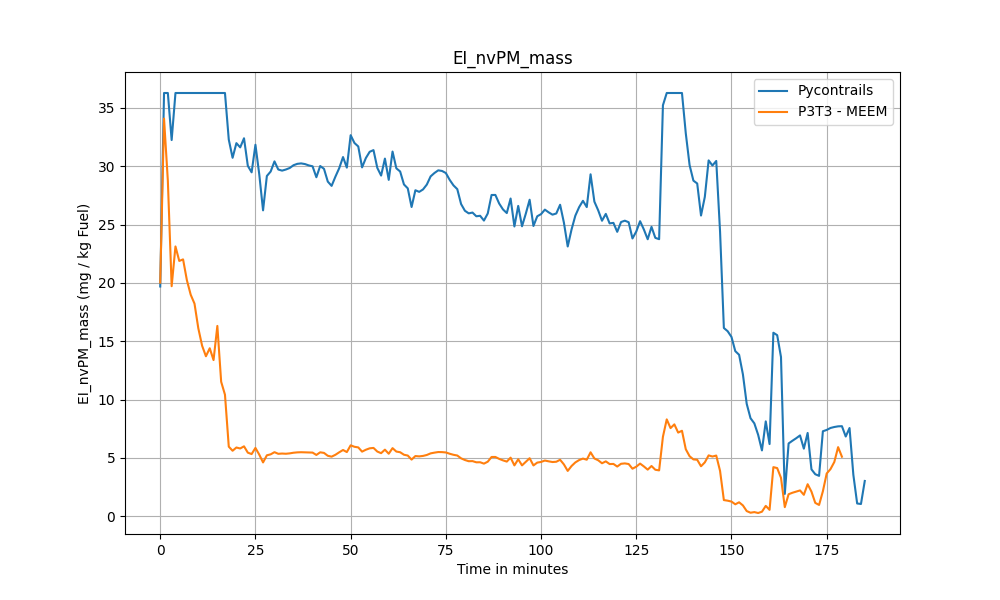 EI_nvPM_mass
Pycontrails
P3T3 - MEEM
EI_nvPM_mass (mg / kg Fuel)
35
30
25
20
15
10
5
0
0 25 50 75 100 125 150 175
Time in minutes